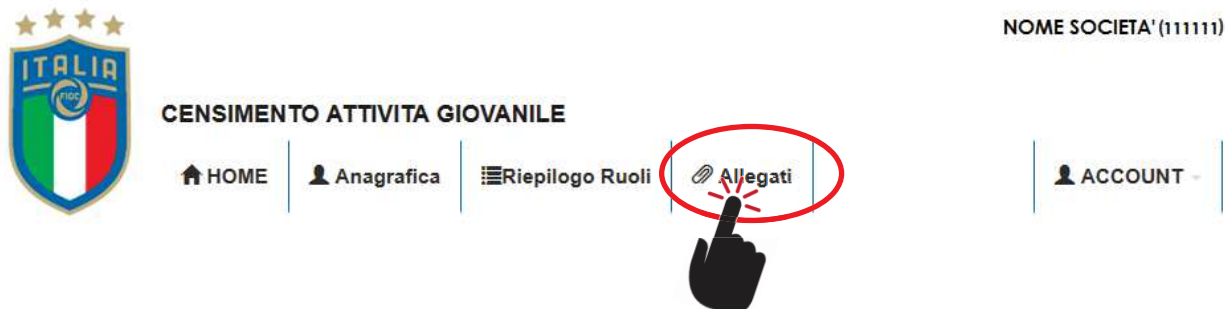 NOME SOCIETA' (111111)
ITALIA
FIGC
CENSIMENTO ATTIVITA GIOVANILE
HOME Anagrafica Riepilogo Ruoli Allegati ACCOUNT